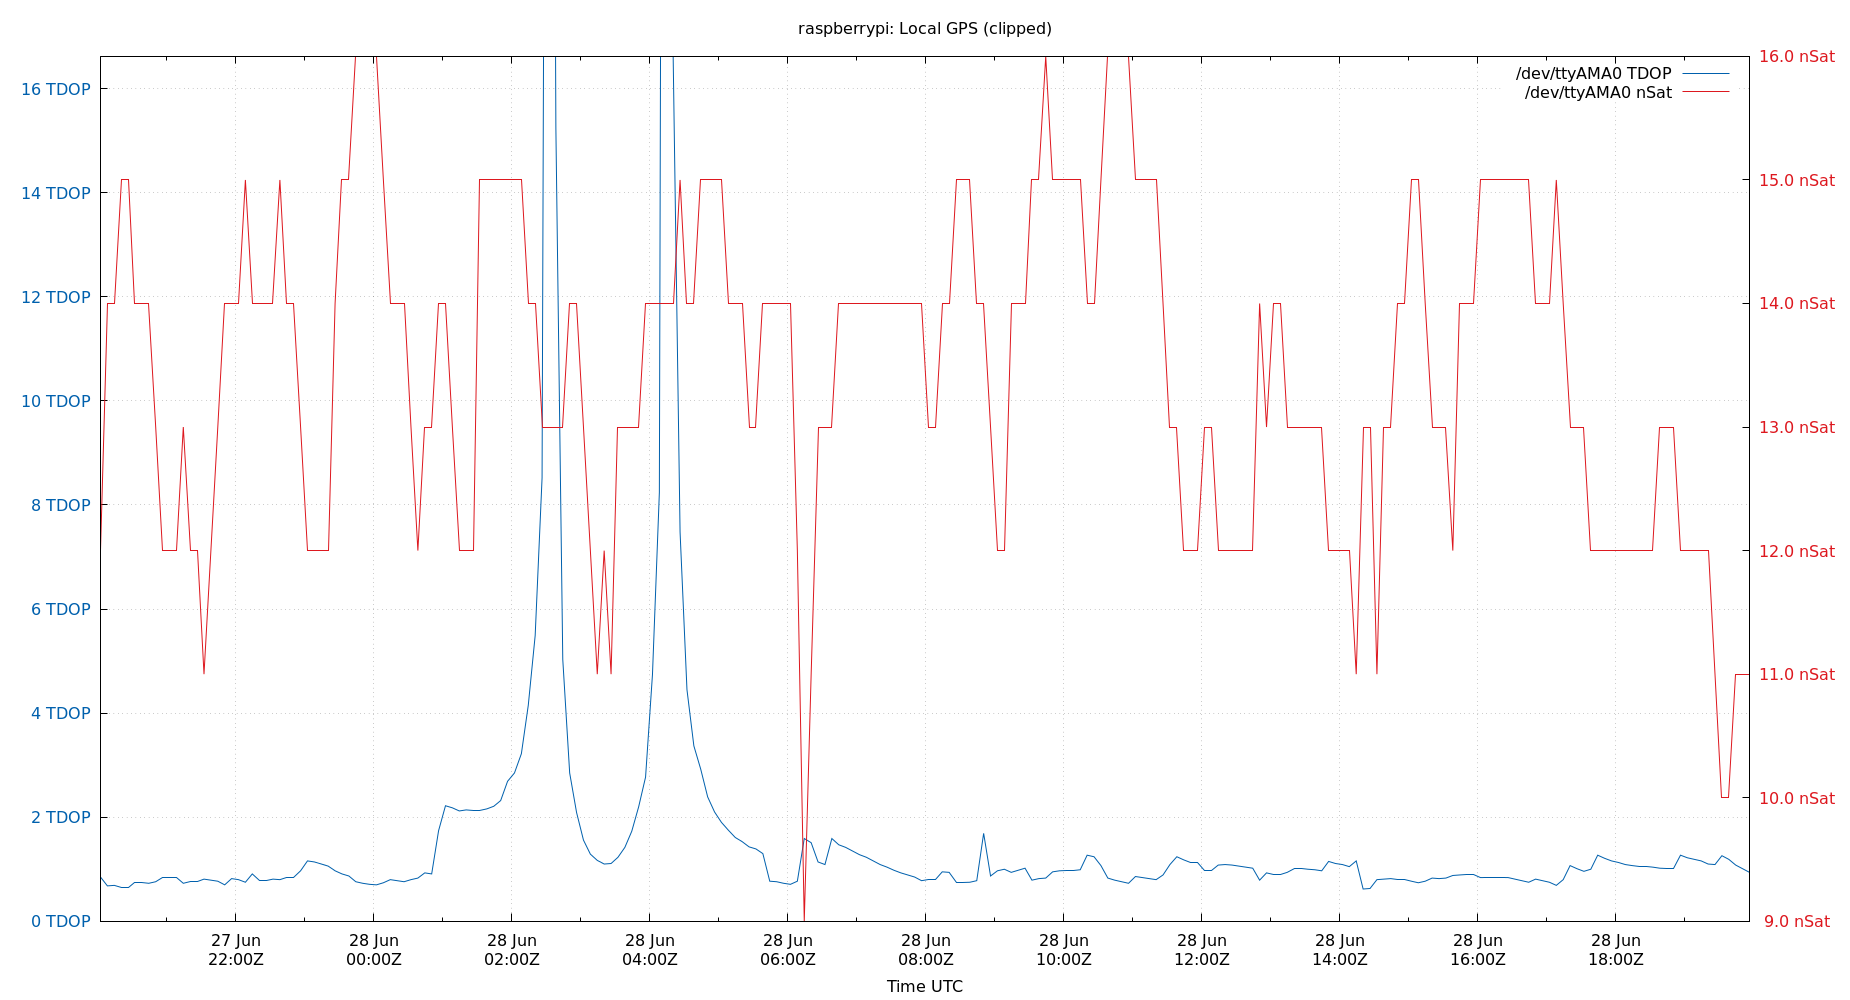 raspberrypi: Local GPS (clipped)
/dev/ttyAMA0 TDOP
/dev/ttyAMA0 nSat
16 TDOP
14 TDOP
12 TDOP
10 TDOP
8 TDOP
6 TDOP
4 TDOP
2 TDOP
0 TDOP
16.0 nSat
15.0 nSat
14.0 nSat
13.0 nSat
12.0 nSat
11.0 nSat
10.0 nSat
9.0 nSat
27 Jun
22:00Z
28 Jun
00:00Z
28 Jun
02:00Z
28 Jun
04:00Z
28 Jun
06:00Z
28 Jun
08:00Z
28 Jun
10:00Z
28 Jun
12:00Z
28 Jun
14:00Z
28 Jun
16:00Z
28 Jun
18:00Z
Time UTC